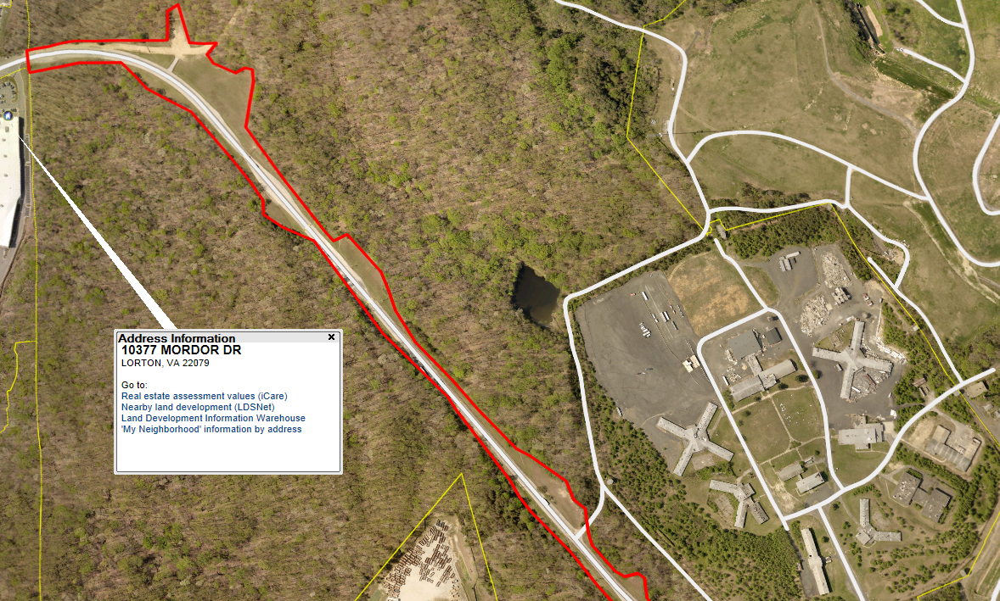 Address Information
10377 MORDOR DR
LORTON, VA 22079
Go to:
Real estate assessment values (iCare)
Nearby land development (LDSNet)
Land Development Information Warehouse
'My Neighborhood' information by address